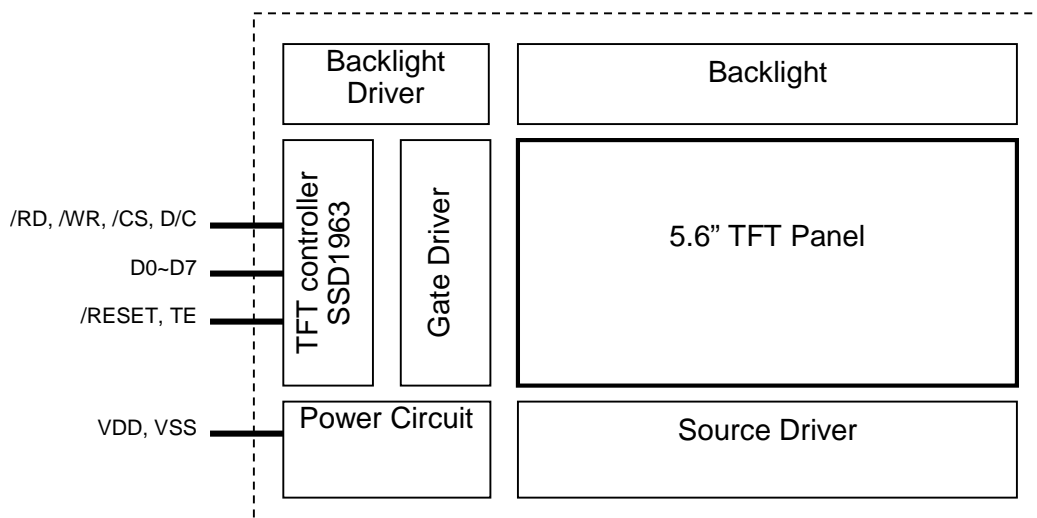 Backlight
Driver
Backlight
/RD, /WR, /CS, D/C
D0~D7
/RESET, TE
TFT controller
SSD1963
Gate Driver
5.6” TFT Panel
VDD, VSS
Power Circuit
Source Driver